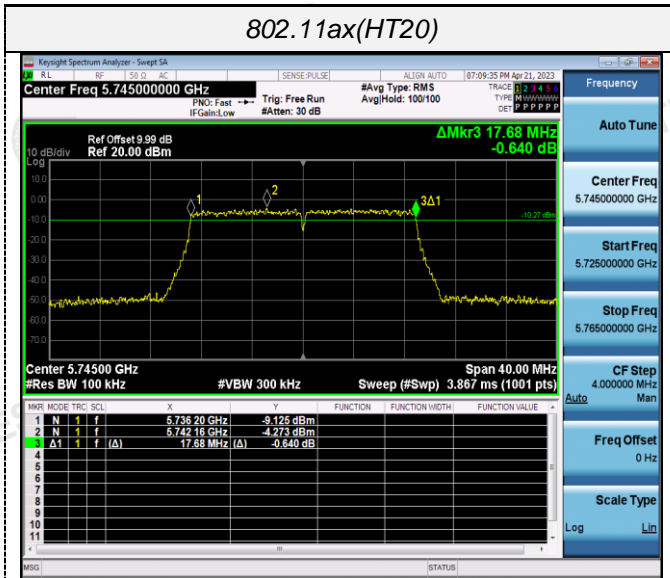 802.11ax(HT20)
Keysight Spectrum Analyzer - Swept SA
RL RF 50 Ω AC SENSE:PULSE ALIGN AUTO 07:09:35 PM Apr 21, 2023
Center Freq 5.745000000 GHz #Avg Type: RMS TRACE 1 2 3 4 5 6
PNO: Fast Trig: Free Run Avg|Hold: 100/100 TYPE MWWWWW
IFGain:Low #Atten: 30 dB DET P P P P P P
Ref Offset 9.99 dB ΔMkr3 17.68 MHz
10 dB/div Ref 20.00 dBm -0.640 dB
Log
10.0
0.00
1
2
3Δ1
-10.0
-10.27 dBm
-20.0
-30.0
-40.0
-50.0
-60.0
-70.0
Center 5.74500 GHz Span 40.00 MHz
#Res BW 100 kHz #VBW 300 kHz Sweep (#Swp) 3.867 ms (1001 pts)
MKR MODE TRC SCL X Y FUNCTION FUNCTION WIDTH FUNCTION VALUE
1 N 1 f 5.736 20 GHz -9.125 dBm
2 N 1 f 5.742 16 GHz -4.273 dBm
3 Δ1 1 f (Δ) 17.68 MHz (Δ) -0.640 dB
4
5
6
7
8
9
10
11
MSG STATUS
Frequency
Auto Tune
Center Freq
5.745000000 GHz
Start Freq
5.725000000 GHz
Stop Freq
5.765000000 GHz
CF Step
4.000000 MHz
Auto Man
Freq Offset
0 Hz
Scale Type
Log Lin